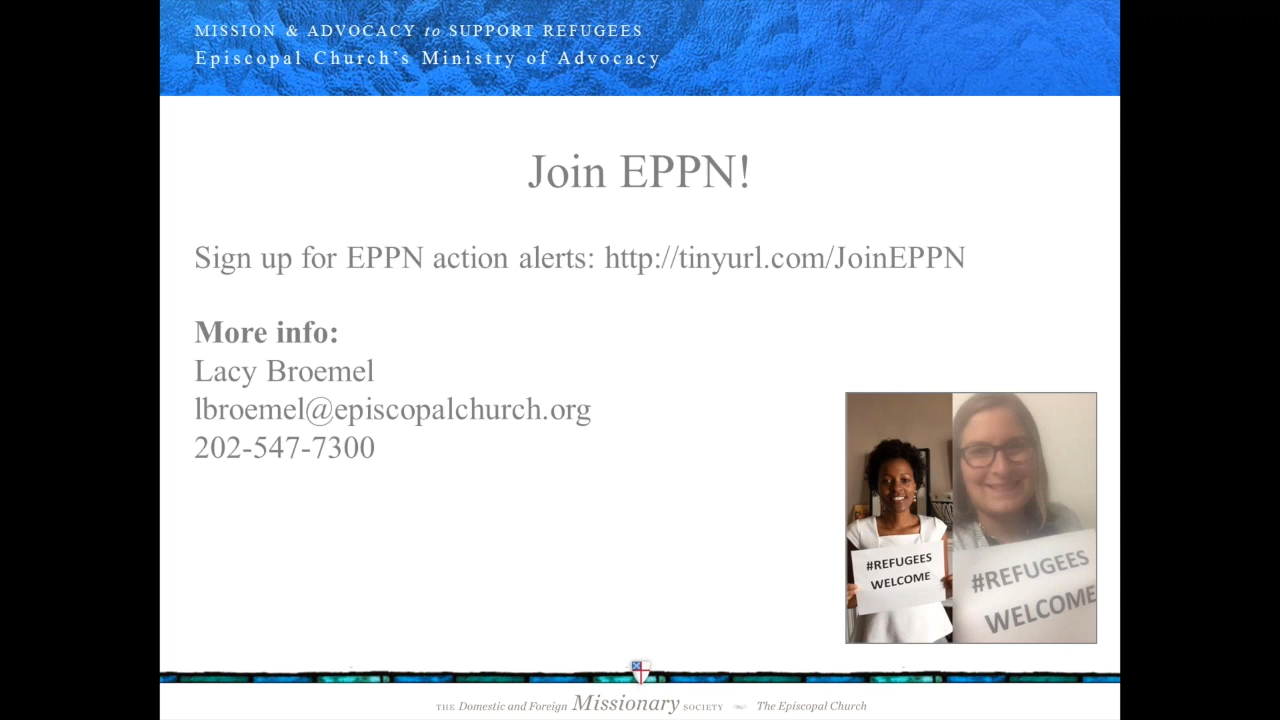 MISSION & ADVOCACY to SUPPORT REFUGEES
Episcopal Church's Ministry of Advocacy
Join EPPN!
Sign up for EPPN action alerts: http://tinyurl.com/JoinEPPN
More info:
Lacy Broemel
lbroemel@episcopalchurch.org
202-547-7300
#REFUGEES
WELCOME
#REFUGEES
WELCOME
THE Domestic and Foreign Missionary SOCIETY The Episcopal Church